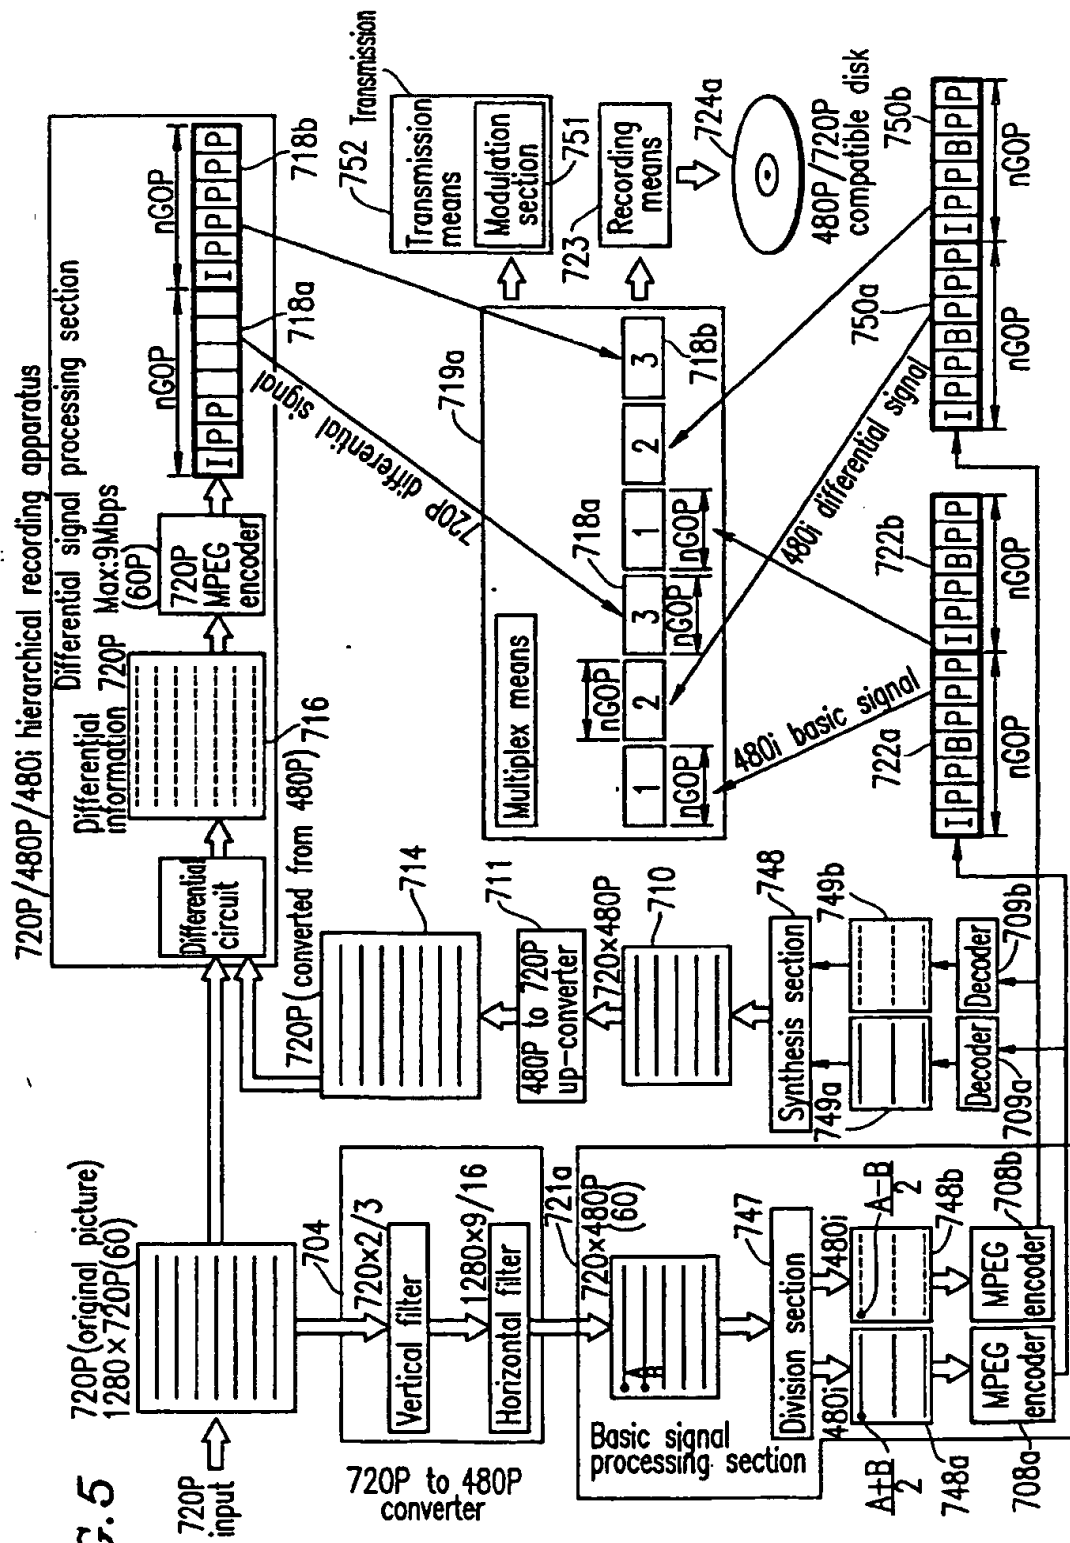 G.5
720P/480P/480i hierarchical recording apparatus
Differential signal processing section
720P
input
720P(original picture)
1280×720P(60)
Differential
circuit
Differential
information 720P
716
Max:9Mbps
(60P)
720P
MPEG
encoder
nGOP
nGOP
I P P
I P P P P P
718a
718b
720P differential signal
720P to 480P
converter
704
720×2/3
Vertical filter
1280×9/16
Horizontal filter
720P(converted from 480P)
714
711
480P to 720P
up-converter
720×480P
710
748
Synthesis section
749a
749b
Decoder
Decoder
709a
709b
721a
720×480P
(60)
A
B
Basic signal
processing section
747
Division section
480i
480i
A+B
2
A-B
2
748a
748b
MPEG
encoder
MPEG
encoder
708a
708b
719a
Multiplex means
1
2
3
1
2
3
nGOP
nGOP
nGOP
nGOP
718a
718b
752
Transmission
Transmission
means
Modulation
section
751
723
Recording
means
724a
480P/720P
compatible disk
480i basic signal
480i differential signal
722a
722b
I P P B P P P I P P B P
nGOP
nGOP
750a
750b
I P P B P P P I P P B P P
nGOP
nGOP